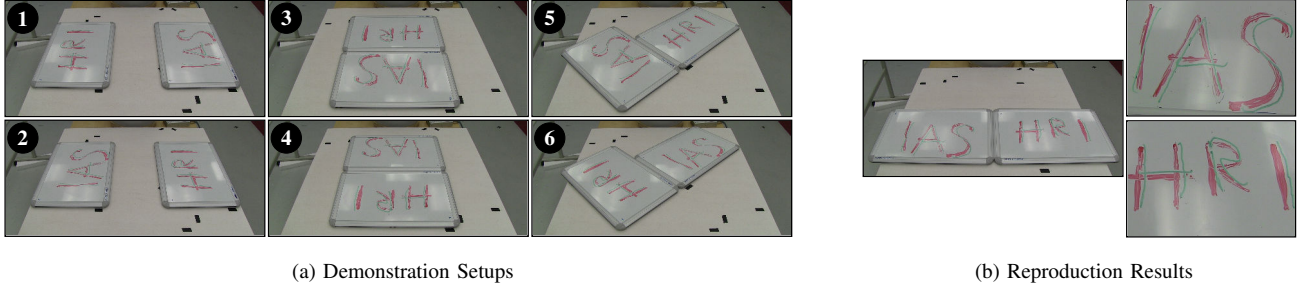 1
HRI
IAS
3
HRI
IAS
5
IAS
HRI
2
IAS
HRI
4
IAS
HRI
6
HRI
IAS
(a) Demonstration Setups
IAS HRI
IAS
HRI
(b) Reproduction Results